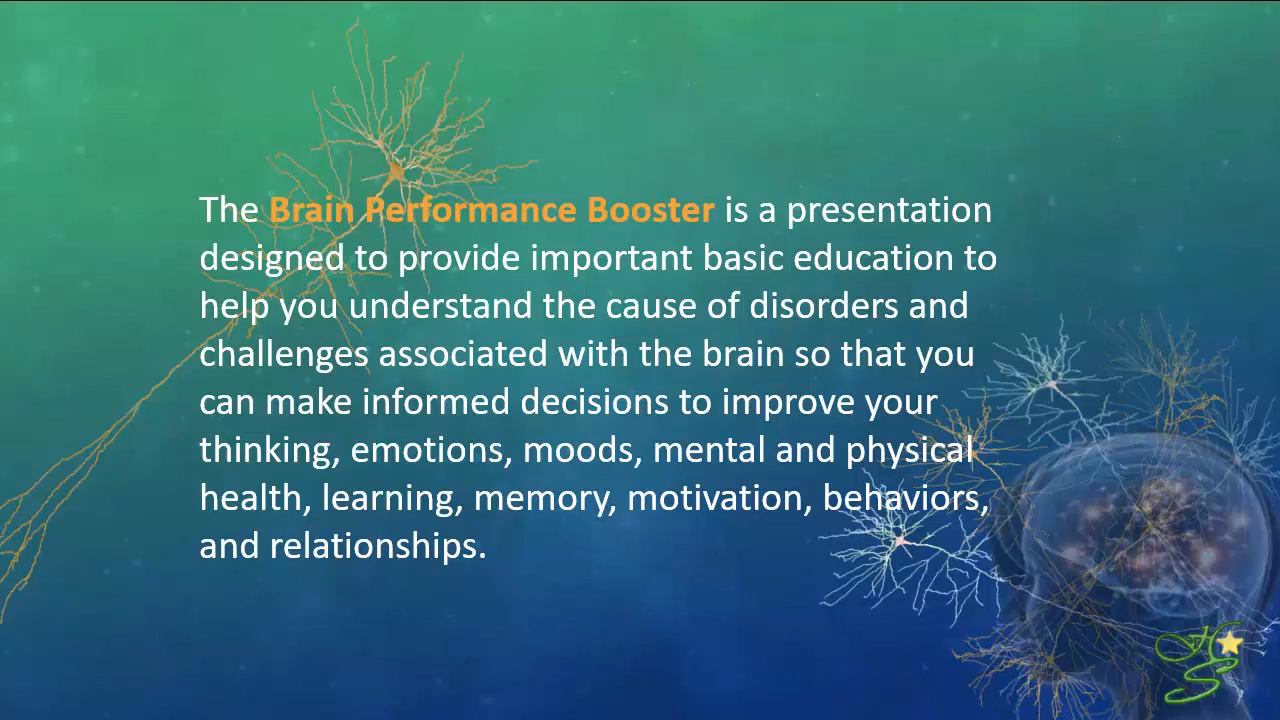 The Brain Performance Booster is a presentation
designed to provide important basic education to
help you understand the cause of disorders and
challenges associated with the brain so that you
can make informed decisions to improve your
thinking, emotions, moods, mental and physical
health, learning, memory, motivation, behaviors,
and relationships.